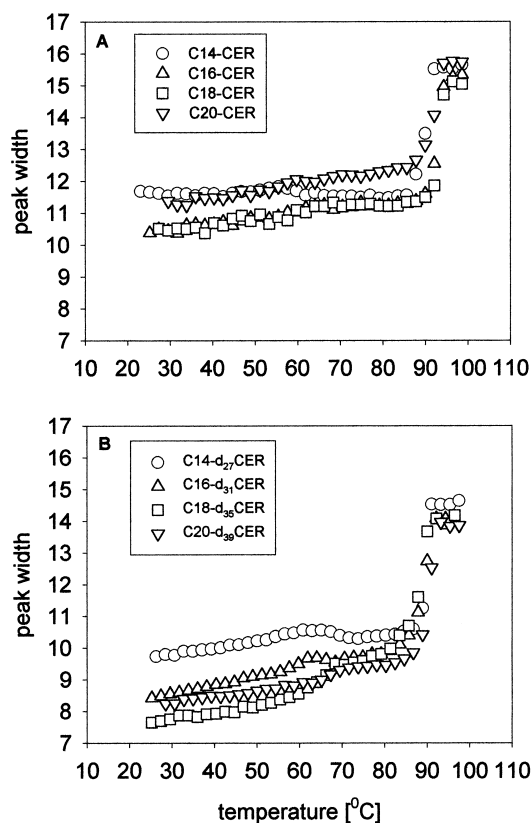 A
C14-CER
C16-CER
C18-CER
C20-CER
peak width
17
16
15
14
13
12
11
10
9
8
7
10 20 30 40 50 60 70 80 90 100 110
B
C14-d27CER
C16-d31CER
C18-d35CER
C20-d39CER
peak width
17
16
15
14
13
12
11
10
9
8
7
10 20 30 40 50 60 70 80 90 100 110
temperature [⁰C]